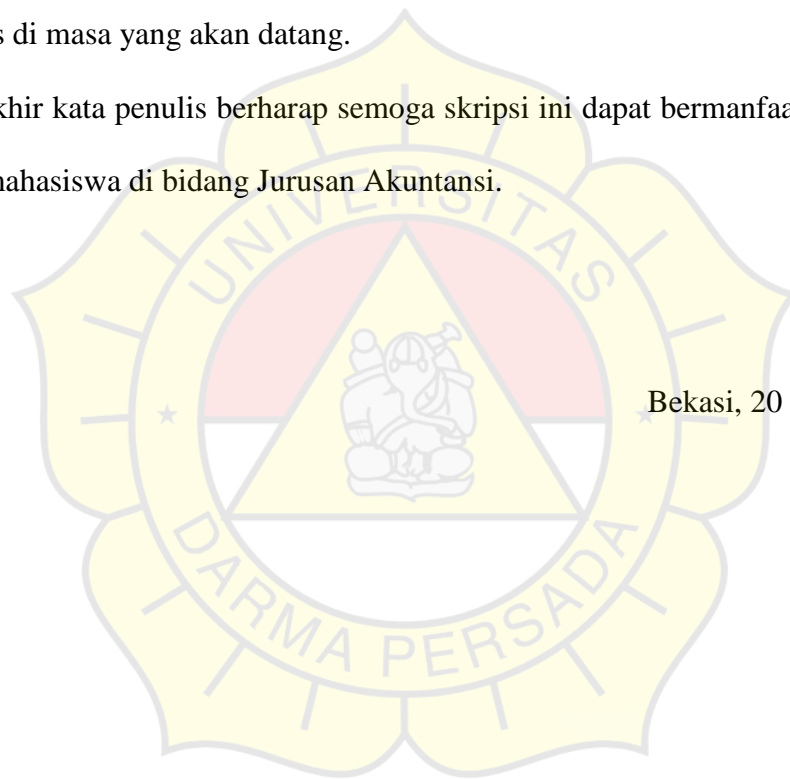 s di masa yang akan datang.
khir kata penulis berharap semoga skripsi ini dapat bermanfaa
mahasiswa di bidang Jurusan Akuntansi.
UNIVERSITAS
Bekasi, 20
DARMA PERSADA